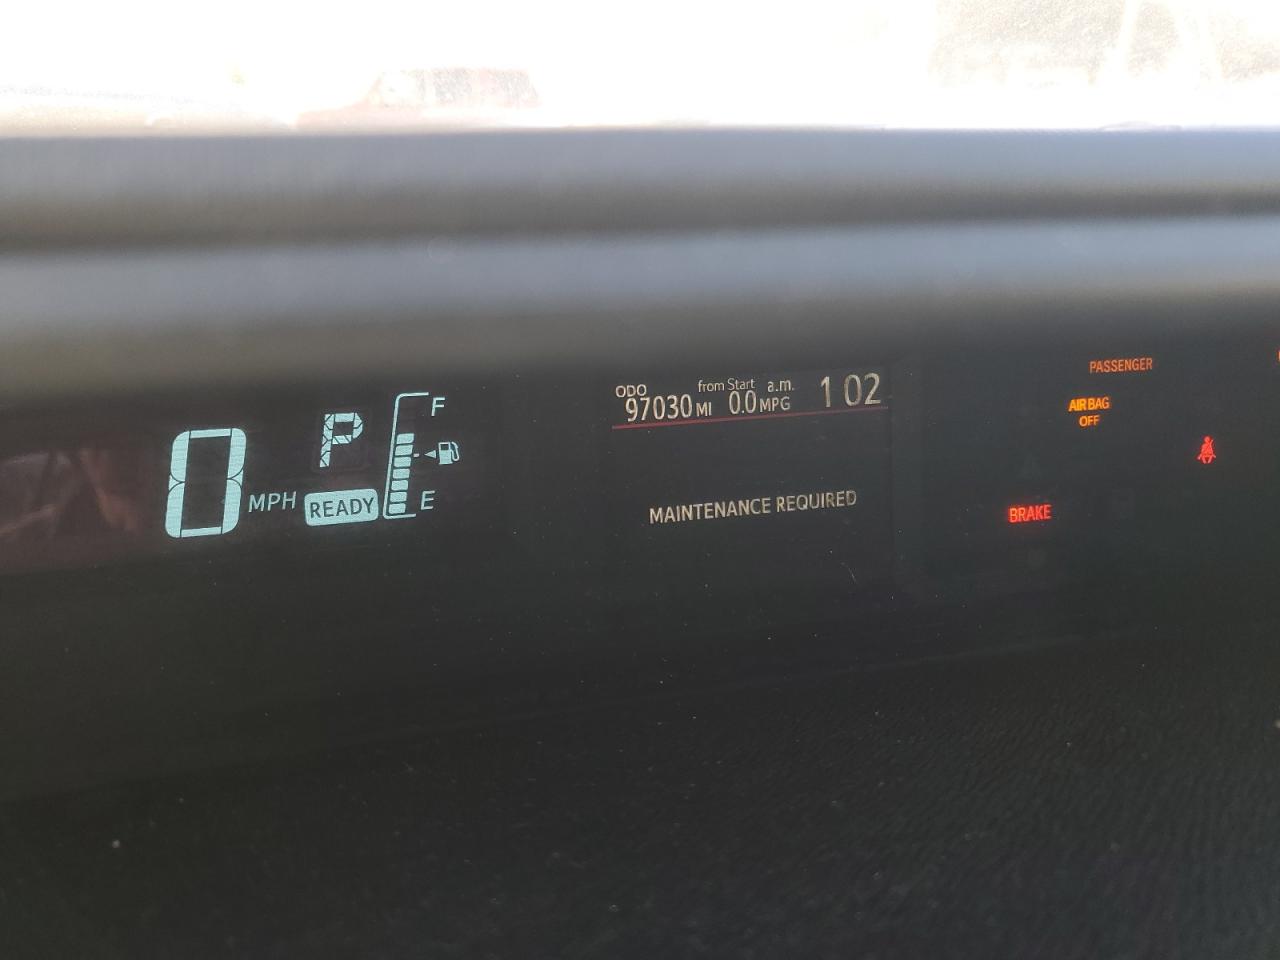 ODO from Start a.m. 1 02
97030 MI 0.0 MPG
PASSENGER
AIR BAG
OFF
0 MPH P READY F
E
MAINTENANCE REQUIRED
BRAKE